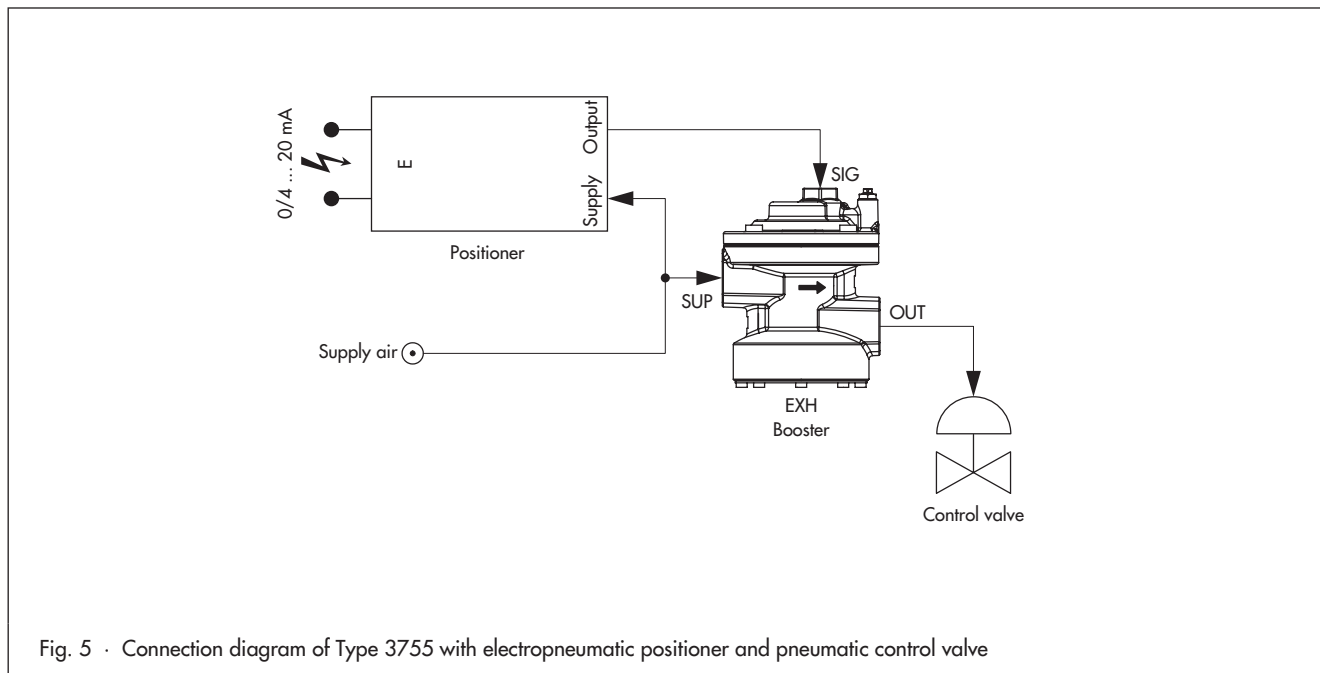 0/4 ... 20 mA
E
Supply
Output
Positioner
SIG
SUP
OUT
Supply air
EXH
Booster
Control valve
Fig. 5 · Connection diagram of Type 3755 with electropneumatic positioner and pneumatic control valve